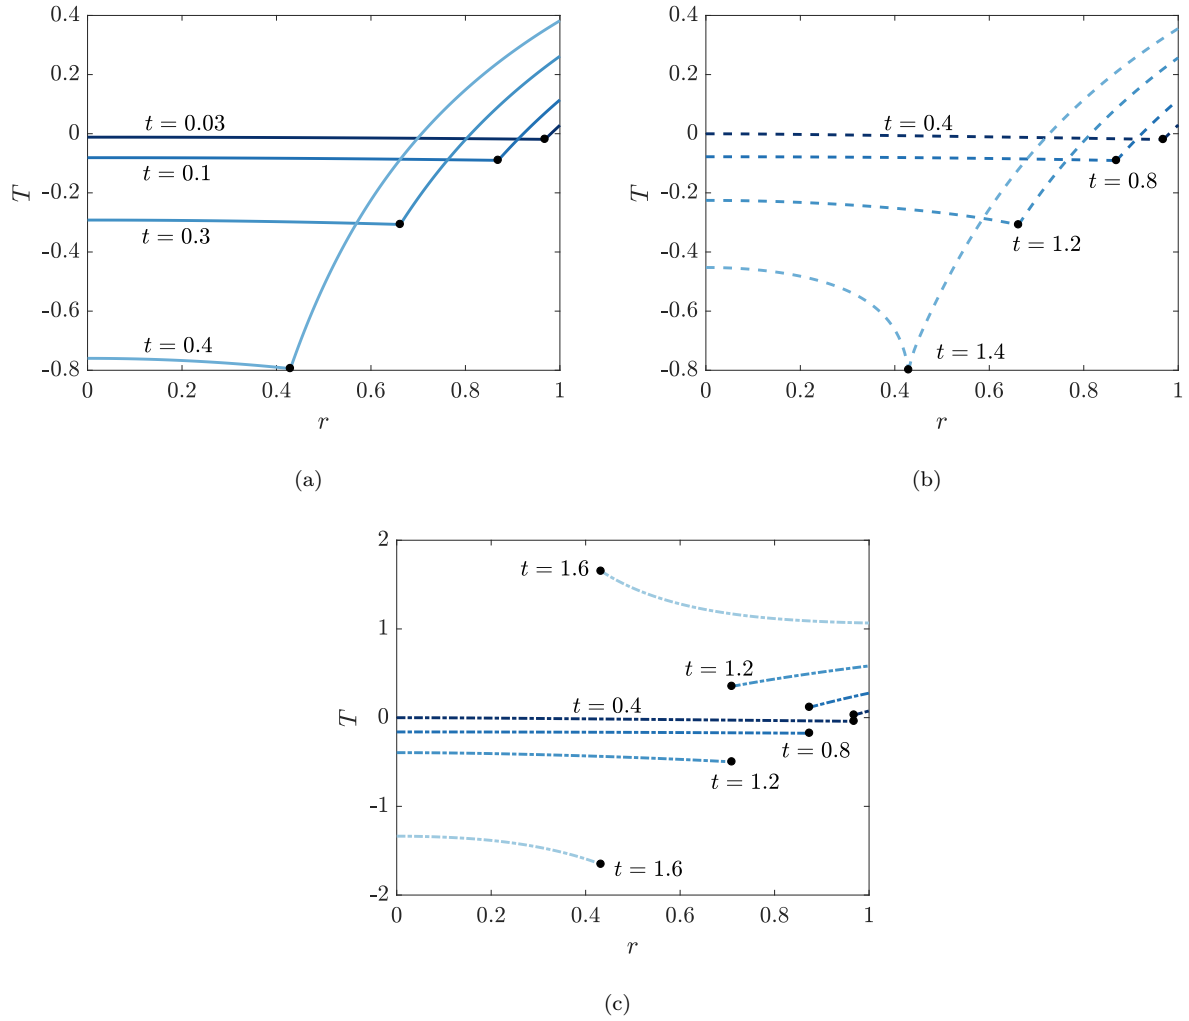 0.4
0.2
0
-0.2
-0.4
-0.6
-0.8
T
t = 0.03
t = 0.1
t = 0.3
t = 0.4
0 0.2 0.4 0.6 0.8 1
r
(a)
0.4
0.2
0
-0.2
-0.4
-0.6
-0.8
T
t = 0.4
t = 0.8
t = 1.2
t = 1.4
0 0.2 0.4 0.6 0.8 1
r
(b)
2
1
0
-1
-2
T
t = 1.6
t = 1.2
t = 0.4
t = 0.8
t = 1.2
t = 1.6
0 0.2 0.4 0.6 0.8 1
r
(c)